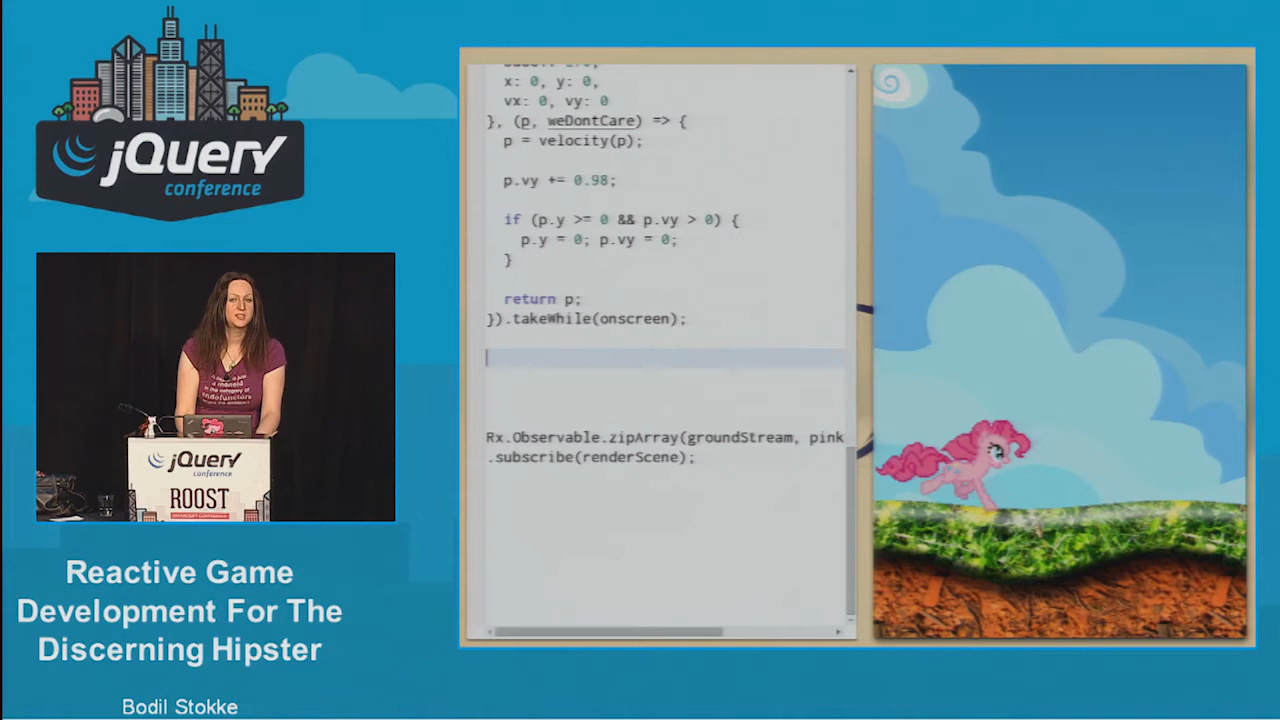 jQuery
conference
x: 0, y: 0,
vx: 0, vy: 0
}, (p, weDontCare) => {
p = velocity(p);
p.vy += 0.98;
if (p.y >= 0 && p.vy > 0) {
p.y = 0; p.vy = 0;
}
return p;
}).takeWhile(onscreen);
Rx.Observable.zipArray(groundStream, pink
.subscribe(renderScene);
endofunctors
jQuery
conference
ROOST
Reactive Game
Development For The
Discerning Hipster
Bodil Stokke